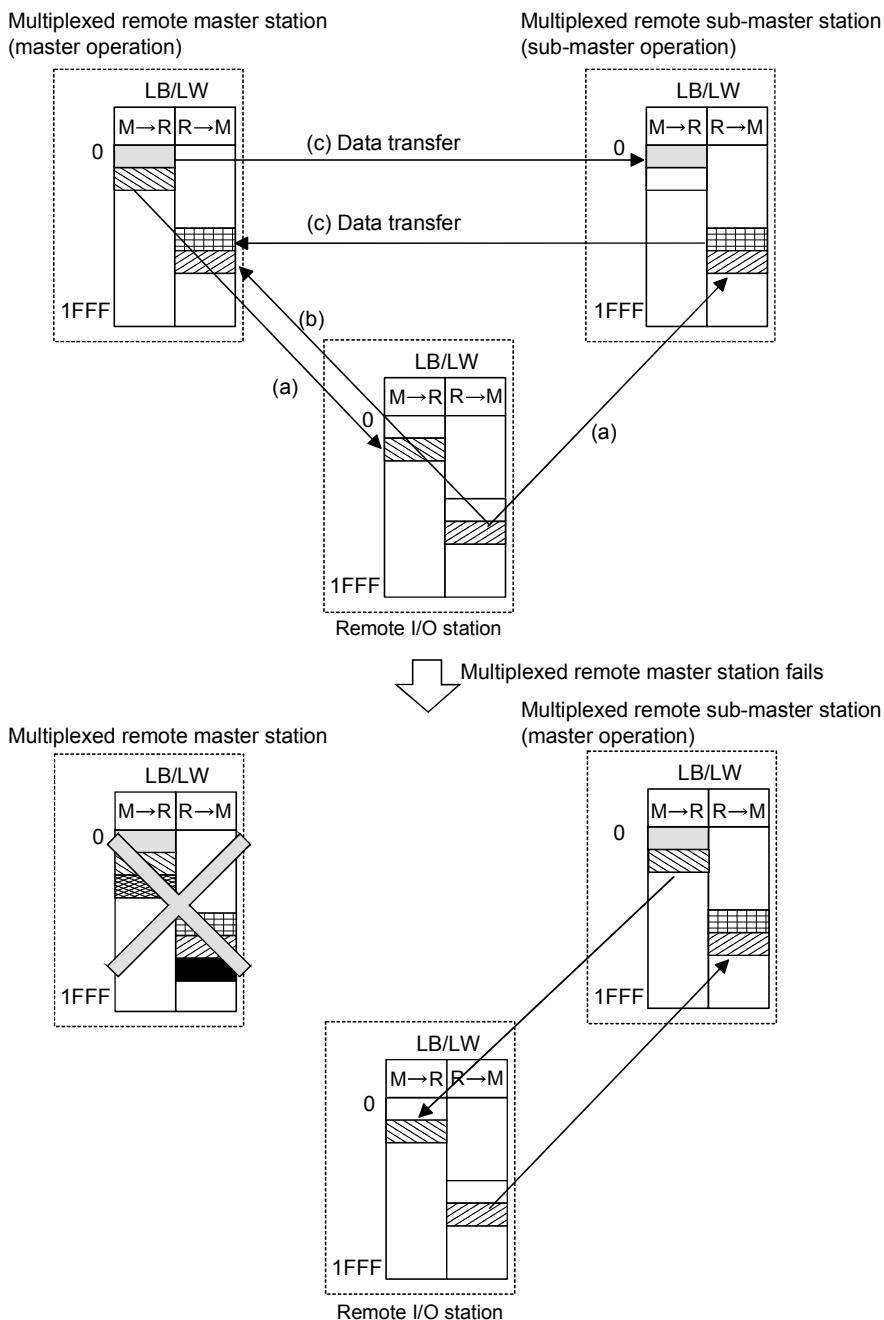 Multiplexed remote master station
(master operation)
Multiplexed remote sub-master station
(sub-master operation)
LB/LW
M→R R→M
0
1FFF
(c) Data transfer
(c) Data transfer
LB/LW
M→R R→M
0
1FFF
(b)
(a)
(a)
LB/LW
M→R R→M
0
1FFF
Remote I/O station
Multiplexed remote master station fails
Multiplexed remote master station
Multiplexed remote sub-master station
(master operation)
LB/LW
M→R R→M
0
1FFF
LB/LW
M→R R→M
0
1FFF
LB/LW
M→R R→M
0
1FFF
Remote I/O station